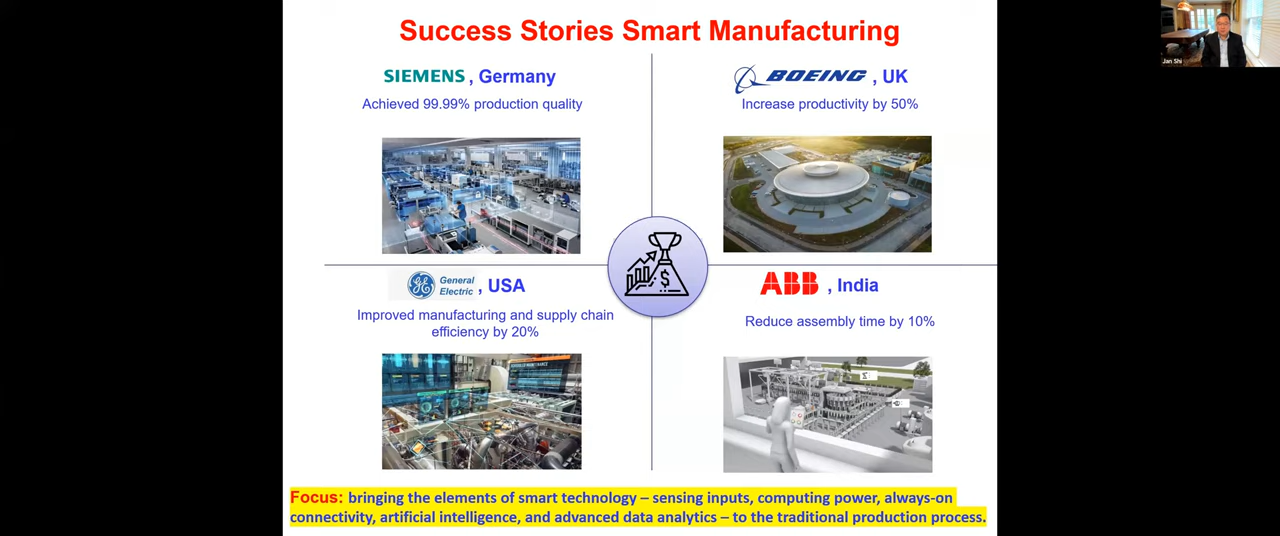 Success Stories Smart Manufacturing
SIEMENS , Germany
Achieved 99.99% production quality
BOEING , UK
Increase productivity by 50%
General
Electric , USA
Improved manufacturing and supply chain
efficiency by 20%
ABB , India
Reduce assembly time by 10%
$
Focus: bringing the elements of smart technology – sensing inputs, computing power, always-on
connectivity, artificial intelligence, and advanced data analytics – to the traditional production process.
Jan Shi